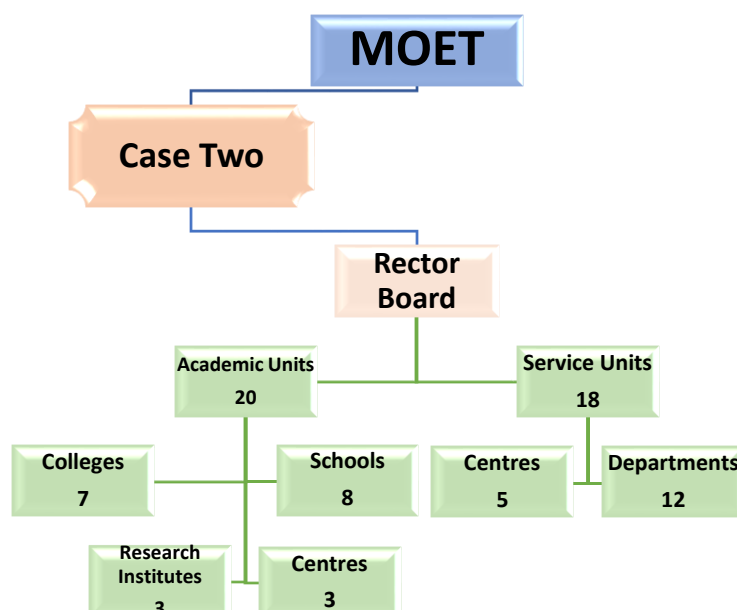 MOET
Case Two
Rector
Board
Academic Units
20
Service Units
18
Colleges
7
Schools
8
Centres
5
Departments
12
Research
Institutes
3
Centres
3